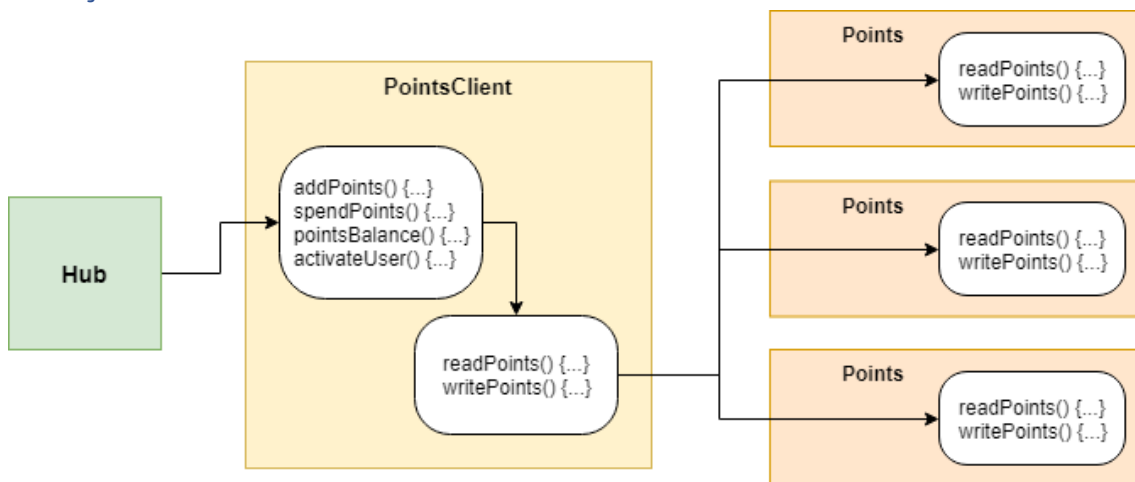 PointsClient
addPoints() {...}
spendPoints() {...}
pointsBalance() {...}
activateUser() {...}
Hub
readPoints() {...}
writePoints() {...}
Points
readPoints() {...}
writePoints() {...}
Points
readPoints() {...}
writePoints() {...}
Points
readPoints() {...}
writePoints() {...}